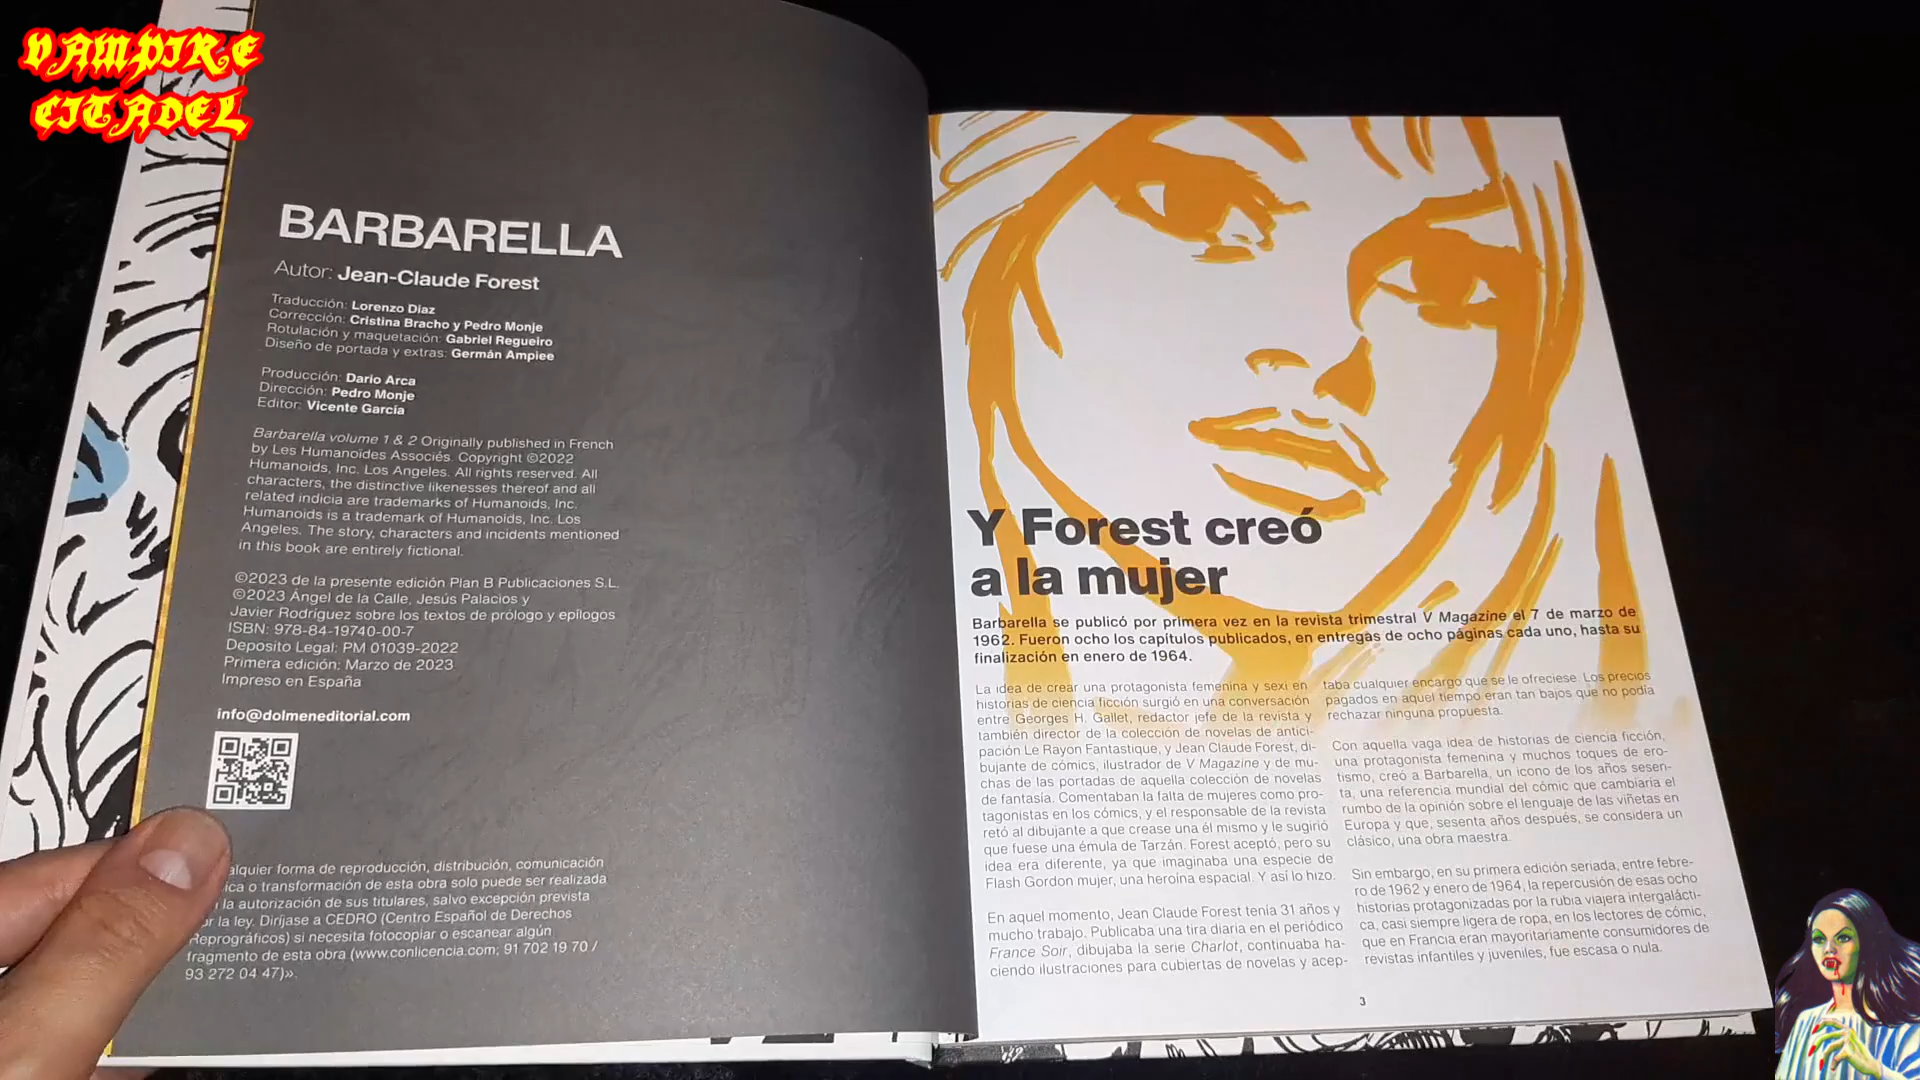 VAMPIRE
CITADEL
BARBARELLA
Autor: Jean-Claude Forest
Traducción: Lorenzo Diaz
Corrección: Cristina Bracho y Pedro Monje
Rotulación y maquetación: Gabriel Regueiro
Diseño de portada y extras: Germán Ampiee
Producción: Dario Arca
Dirección: Pedro Monje
Editor: Vicente García
Barbarella volume 1 & 2 Originally published in French
by Les Humanoïdes Associés. Copyright ©2022
Humanoids, Inc. Los Angeles. All rights reserved. All
characters, the distinctive likenesses thereof and all
related indicia are trademarks of Humanoids, Inc.
Humanoids is a trademark of Humanoids, Inc. Los
Angeles. The story, characters and incidents mentioned
in this book are entirely fictional.
©2023 de la presente edición Plan B Publicaciones S.L.
©2023 Ángel de la Calle, Jesús Palacios y
Javier Rodríguez sobre los textos de prólogo y epílogos
ISBN: 978-84-19740-00-7
Deposito Legal: PM 01039-2022
Primera edición: Marzo de 2023
Impreso en España
info@dolmeneditorial.com
alquier forma de reproducción, distribución, comunicación
ica o transformación de esta obra solo puede ser realizada
la autorización de sus titulares, salvo excepción prevista
or la ley. Diríjase a CEDRO (Centro Español de Derechos
Reprográficos) si necesita fotocopiar o escanear algún
fragmento de esta obra (www.conlicencia.com; 91 702 19 70 /
93 272 04 47)».
Y Forest creó
a la mujer
Barbarella se publicó por primera vez en la revista trimestral V Magazine el 7 de marzo de
1962. Fueron ocho los capítulos publicados, en entregas de ocho páginas cada uno, hasta su
finalización en enero de 1964.
La idea de crear una protagonista femenina y sexi en
historias de ciencia ficción surgió en una conversación
entre Georges H. Gallet, redactor jefe de la revista y
también director de la colección de novelas de antici-
pación Le Rayon Fantastique, y Jean Claude Forest, di-
bujante de cómics, ilustrador de V Magazine y de mu-
chas de las portadas de aquella colección de novelas
de fantasía. Comentaban la falta de mujeres como pro-
tagonistas en los cómics, y el responsable de la revista
retó al dibujante a que crease una él mismo y le sugirió
que fuese una émula de Tarzán. Forest aceptó, pero su
idea era diferente, ya que imaginaba una especie de
Flash Gordon mujer, una heroína espacial. Y así lo hizo.
En aquel momento, Jean Claude Forest tenía 31 años y
mucho trabajo. Publicaba una tira diaria en el periódico
France Soir, dibujaba la serie Charlot, continuaba ha-
ciendo ilustraciones para cubiertas de novelas y acep-
taba cualquier encargo que se le ofreciese. Los precios
pagados en aquel tiempo eran tan bajos que no podía
rechazar ninguna propuesta.
Con aquella vaga idea de historias de ciencia ficción,
una protagonista femenina y muchos toques de ero-
tismo, creó a Barbarella, un icono de los años sesen-
ta, una referencia mundial del cómic que cambiaría el
rumbo de la opinión sobre el lenguaje de las viñetas en
Europa y que, sesenta años después, se considera un
clásico, una obra maestra.
Sin embargo, en su primera edición seriada, entre febre-
ro de 1962 y enero de 1964, la repercusión de esas ocho
historias protagonizadas por la rubia viajera intergalácti-
ca, casi siempre ligera de ropa, en los lectores de cómic,
que en Francia eran mayoritariamente consumidores de
revistas infantiles y juveniles, fue escasa o nula.
3